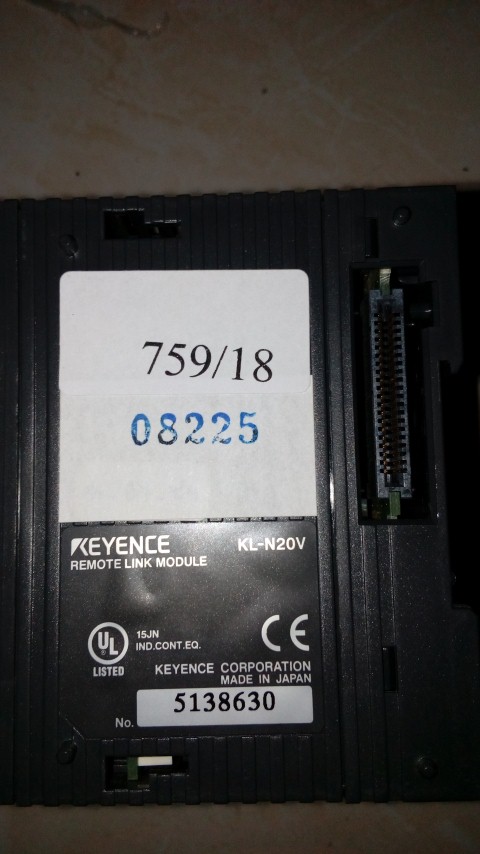 759/18
08225
KEYENCE KL-N20V
REMOTE LINK MODULE
UL
LISTED
15JN
IND.CONT.EQ.
CE
KEYENCE CORPORATION
MADE IN JAPAN
No. 5138630